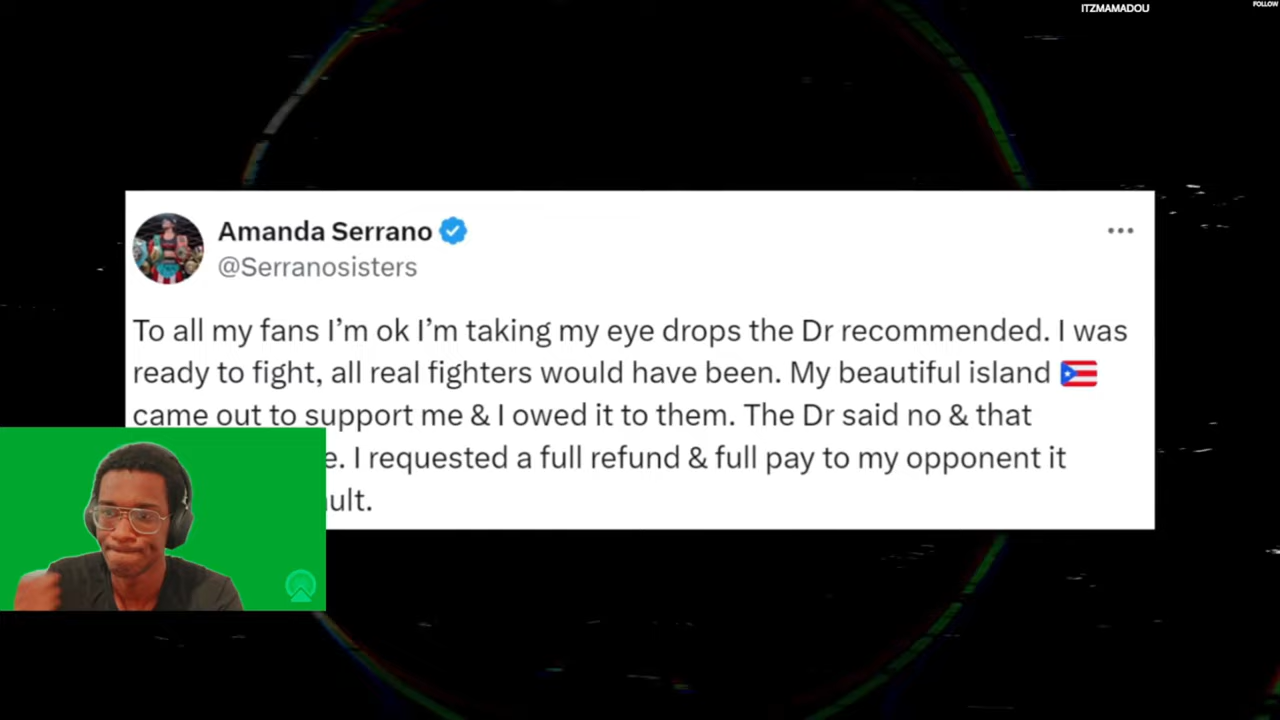 ITZMAMADOU
FOLLOW
Amanda Serrano
@Serranosisters
To all my fans I'm ok I'm taking my eye drops the Dr recommended. I was
ready to fight, all real fighters would have been. My beautiful island 🇵🇷
came out to support me & I owed it to them. The Dr said no & that
e. I requested a full refund & full pay to my opponent it
ult.